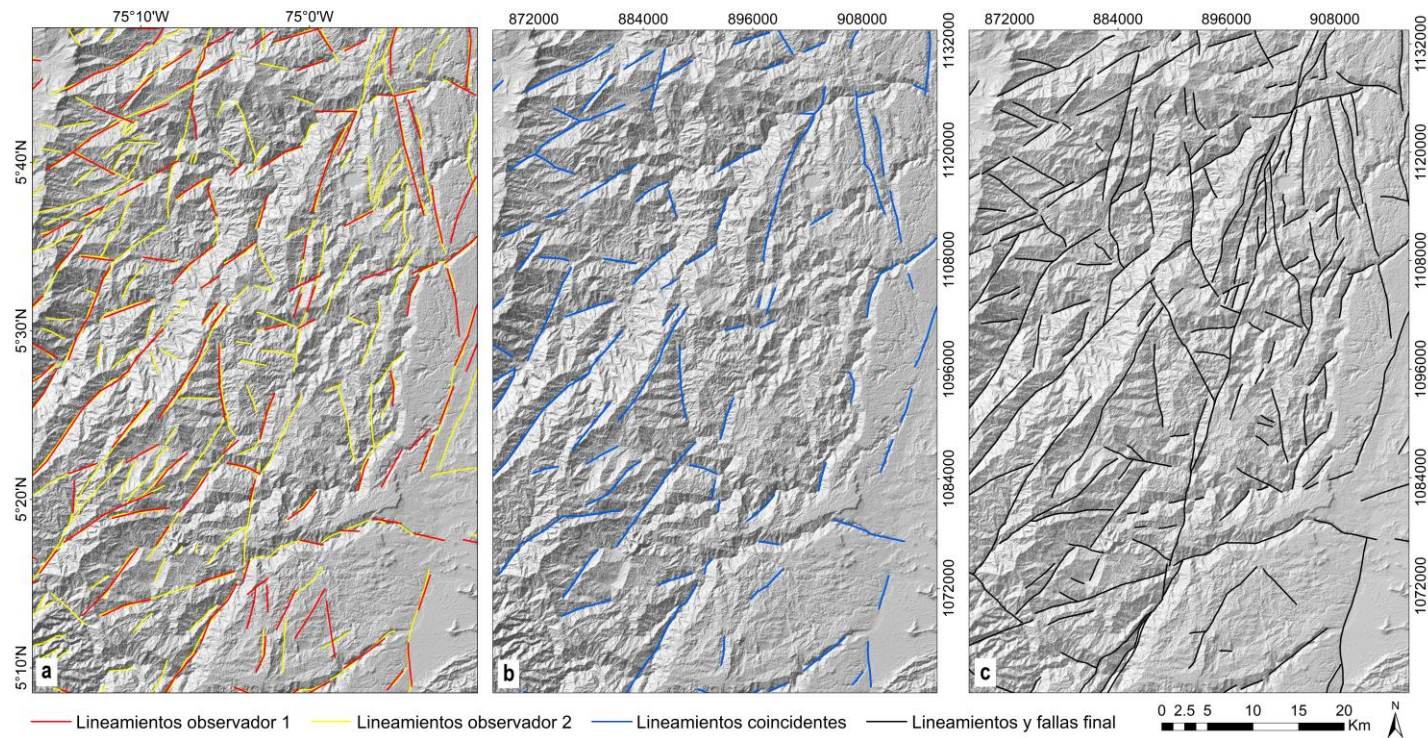 75°10'W 75°0'W
872000 884000 896000 908000
872000 884000 896000 908000
5°40'N
5°30'N
5°20'N
5°10'N
1132000
1120000
1108000
1096000
1084000
1072000
1132000
1120000
1108000
1096000
1084000
1072000
a
b
c
Lineamientos observador 1 Lineamientos observador 2 Lineamientos coincidentes Lineamientos y fallas final
0 2.5 5 10 15 20
Km
N